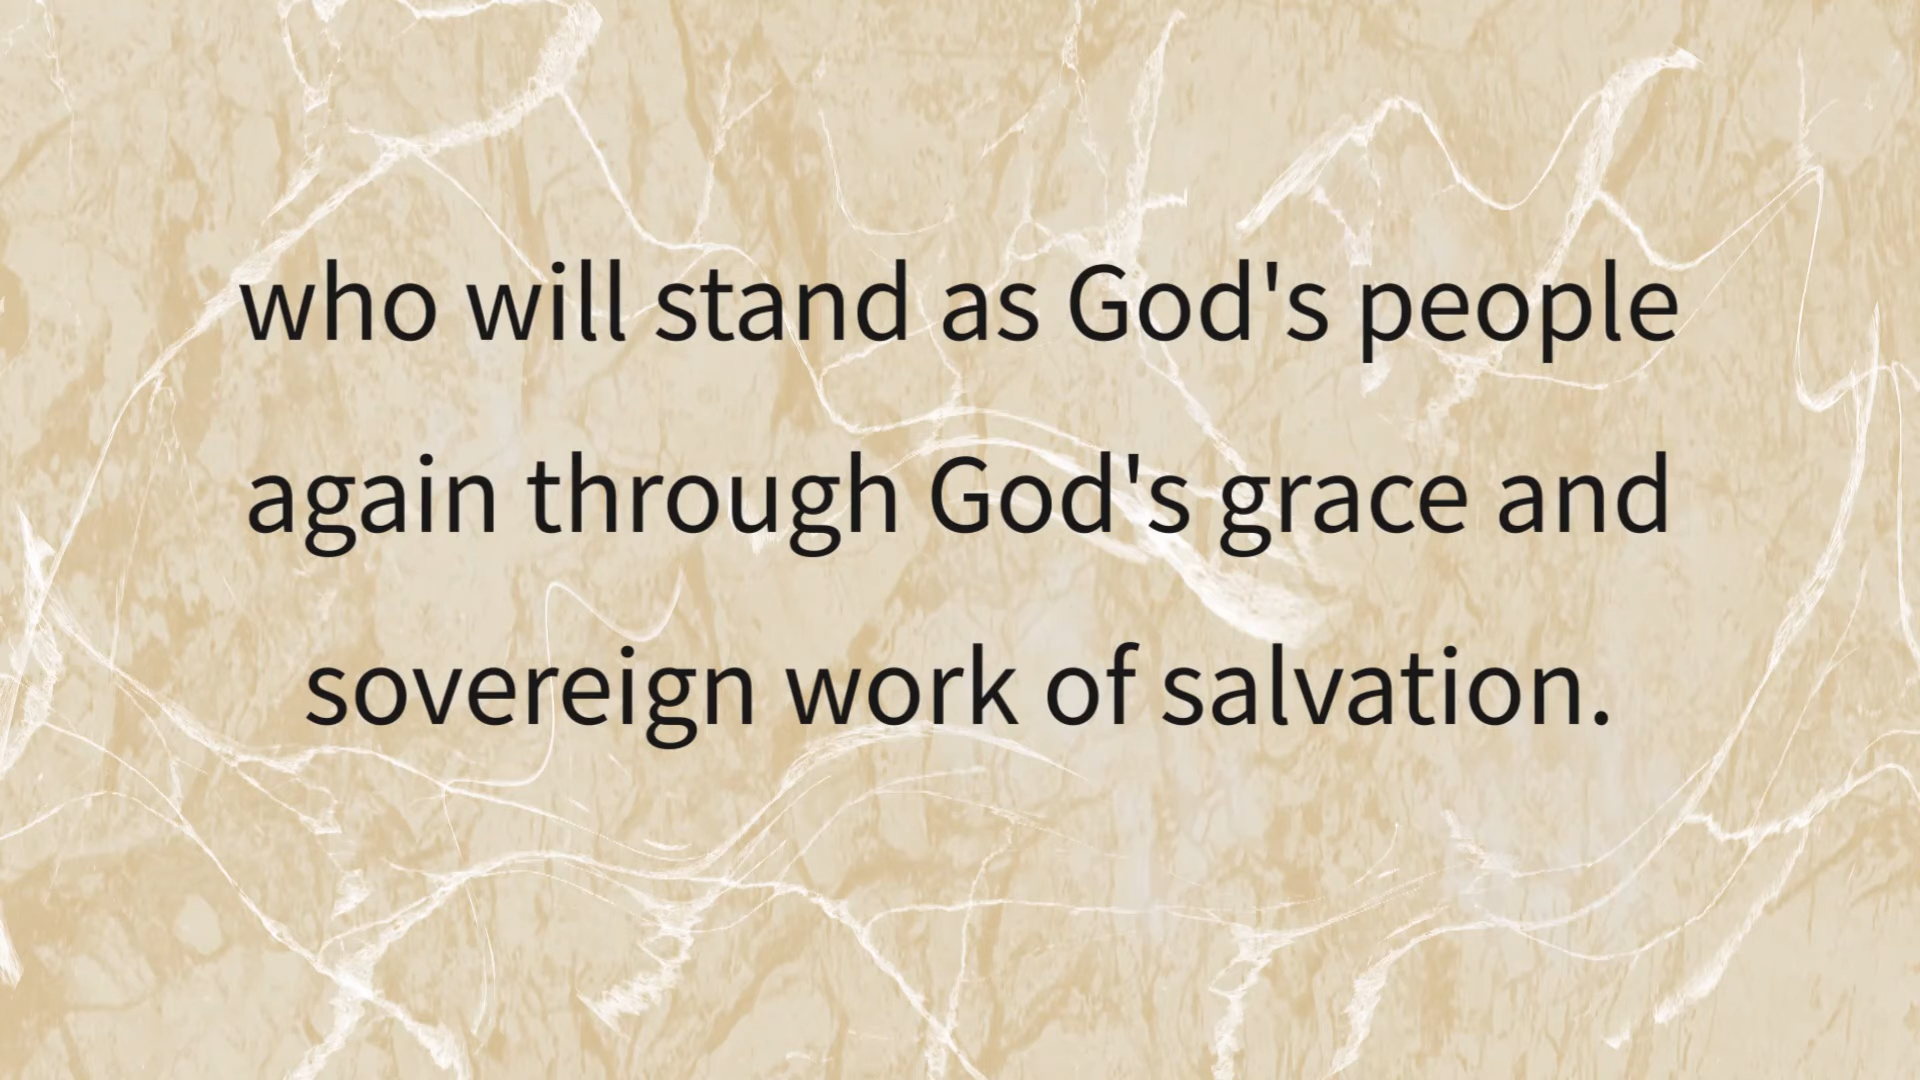 who will stand as God's people
again through God's grace and
sovereign work of salvation.